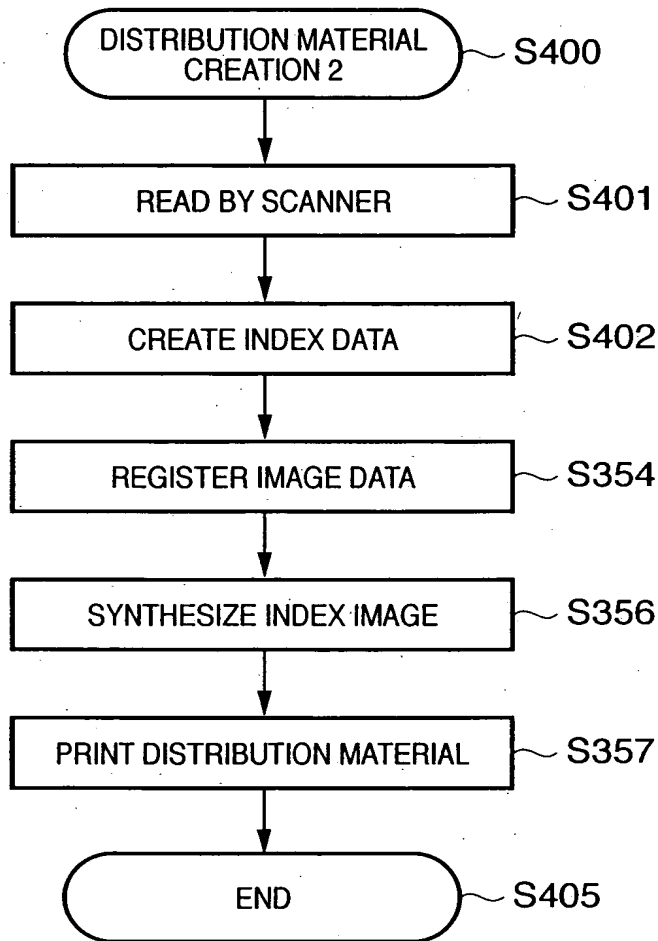 DISTRIBUTION MATERIAL
CREATION 2
S400
READ BY SCANNER
S401
CREATE INDEX DATA
S402
REGISTER IMAGE DATA
S354
SYNTHESIZE INDEX IMAGE
S356
PRINT DISTRIBUTION MATERIAL
S357
END
S405